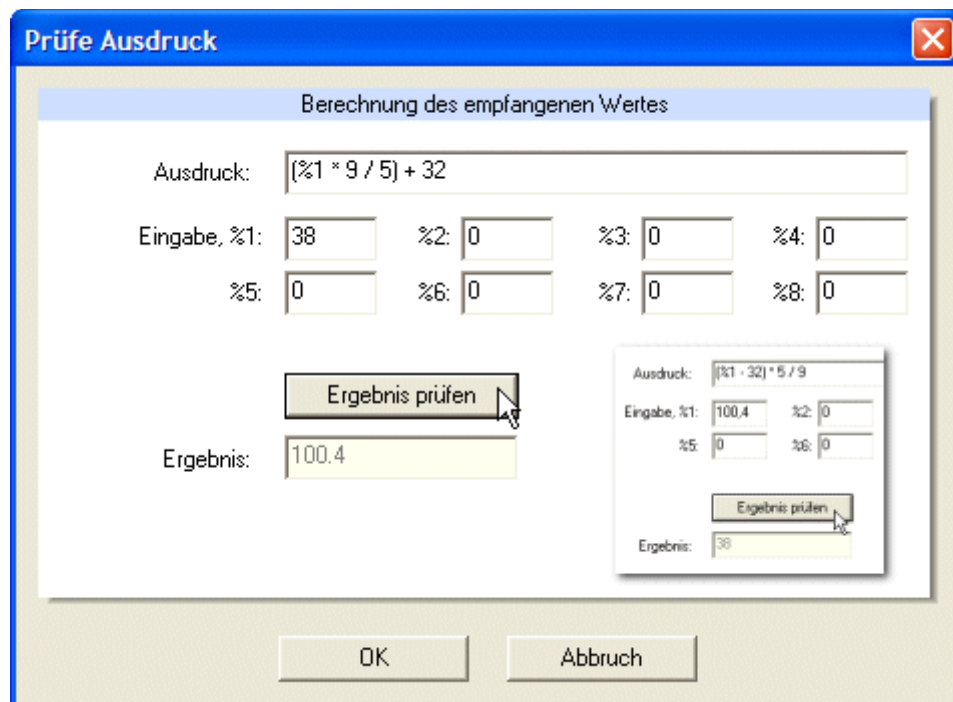 Prüfe Ausdruck
Berechnung des empfangenen Wertes
Ausdruck: (%1 * 9 / 5) + 32
Eingabe, %1: 38 %2: 0 %3: 0 %4: 0
%5: 0 %6: 0 %7: 0 %8: 0
Ergebnis prüfen
Ergebnis: 100.4
Ausdruck: (%1 - 32) * 5 / 9
Eingabe, %1: 100,4 %2: 0
%5: 0 %6: 0
Ergebnis prüfen
Ergebnis: 38
OK Abbruch